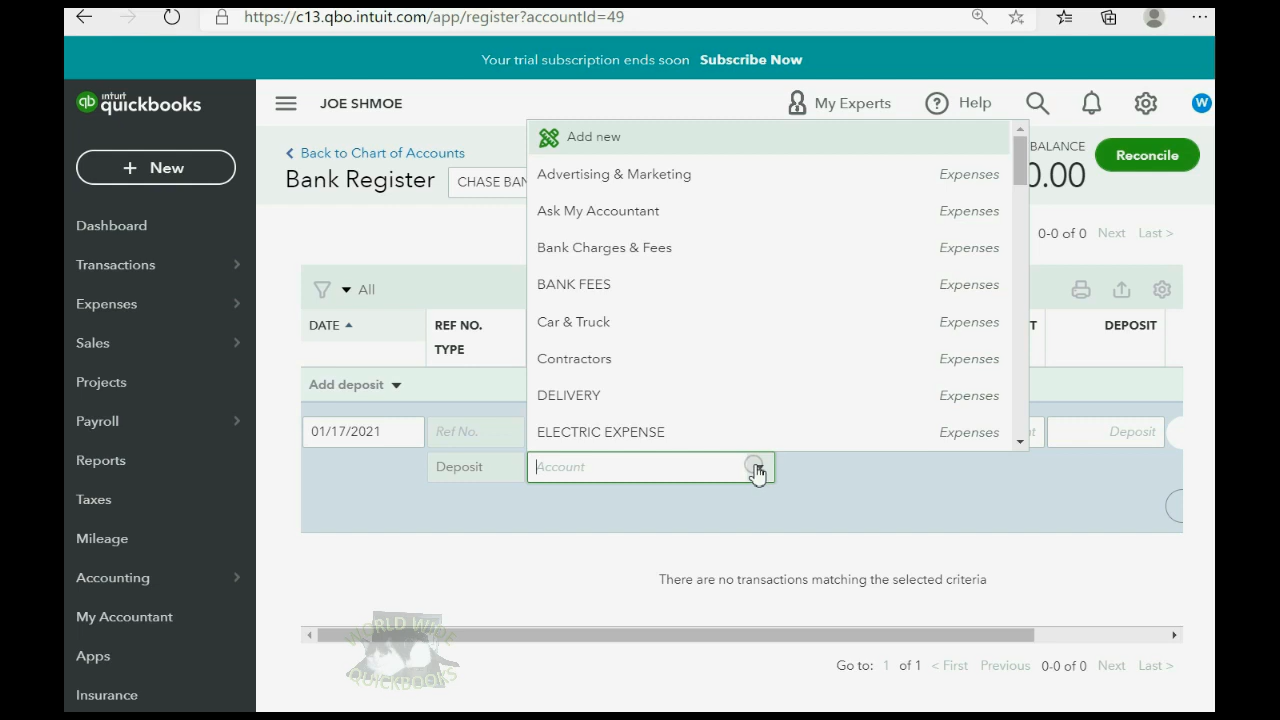 https://c13.qbo.intuit.com/app/register?accountId=49
Your trial subscription ends soon Subscribe Now
intuit quickbooks
JOE SHMOE
My Experts
Help
W
+ New
Dashboard
Transactions
Expenses
Sales
Projects
Payroll
Reports
Taxes
Mileage
Accounting
My Accountant
Apps
Insurance
Back to Chart of Accounts
Bank Register
CHASE BAN
BALANCE
0.00
Reconcile
0-0 of 0 Next Last >
Add new
Advertising & Marketing Expenses
Ask My Accountant Expenses
Bank Charges & Fees Expenses
BANK FEES Expenses
Car & Truck Expenses
Contractors Expenses
DELIVERY Expenses
ELECTRIC EXPENSE Expenses
All
DATE
REF NO.
TYPE
T
DEPOSIT
Add deposit
01/17/2021
Ref No.
nt
Deposit
Deposit
Account
There are no transactions matching the selected criteria
WORLD WIDE
QUICKBOOKS
Go to: 1 of 1 < First Previous 0-0 of 0 Next Last >